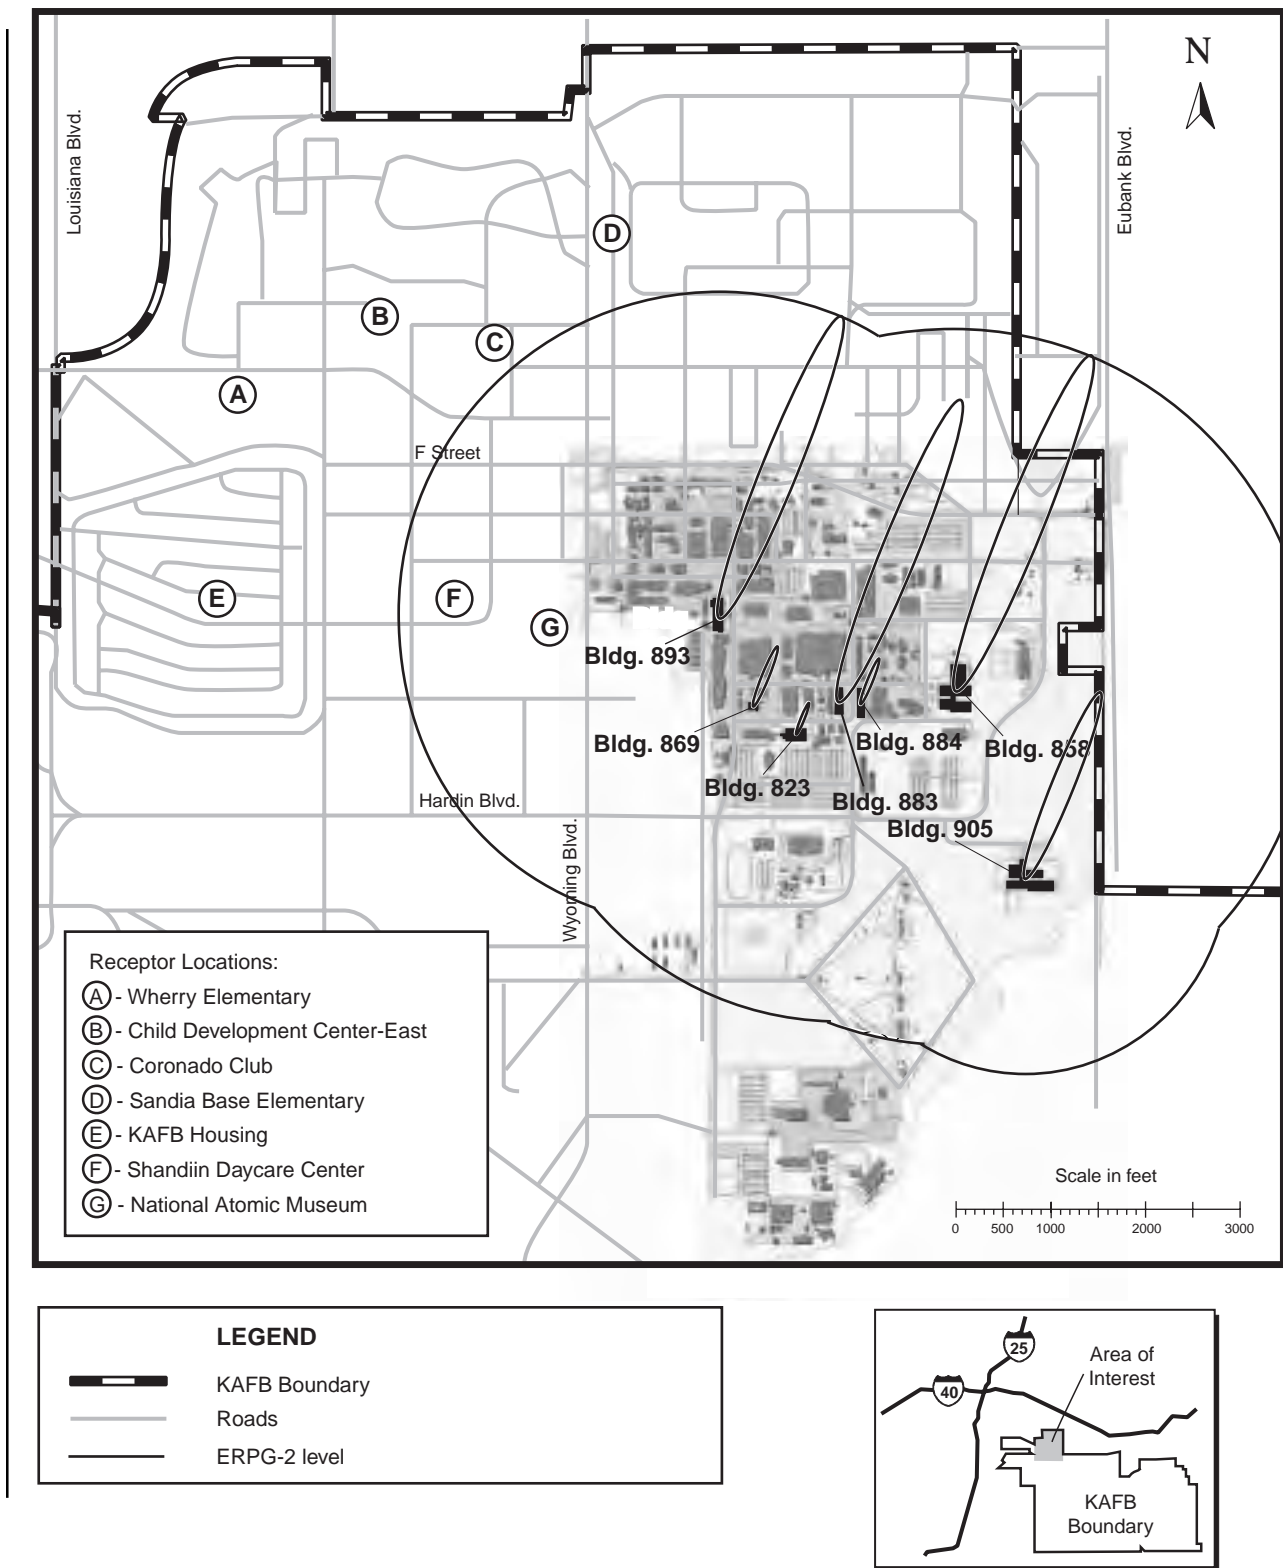 N
Louisiana Blvd.
Eubank Blvd.
D
B
C
A
F Street
E
F
G
Bldg. 893
Bldg. 869
Bldg. 884
Bldg. 858
Bldg. 823
Bldg. 883
Hardin Blvd.
Bldg. 905
Wyoming Blvd.
Receptor Locations:
A - Wherry Elementary
B - Child Development Center-East
C - Coronado Club
D - Sandia Base Elementary
E - KAFB Housing
F - Shandiin Daycare Center
G - National Atomic Museum
Scale in feet
0 500 1000 2000 3000
LEGEND
KAFB Boundary
Roads
ERPG-2 level
25
Area of
Interest
40
KAFB
Boundary